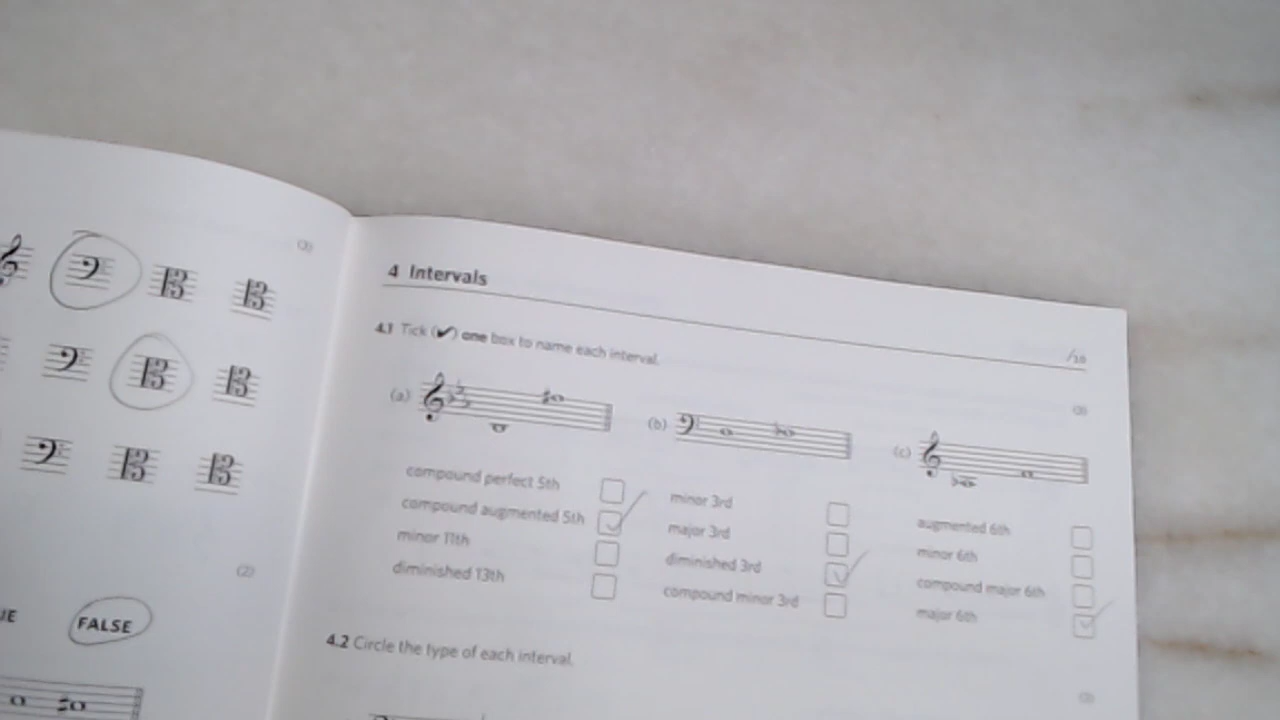 (3)
(2)
UE FALSE
4 Intervals
/10
4.1 Tick (✔) one box to name each interval.
(3)
(a) (b) (c)
compound perfect 5th
compound augmented 5th
minor 11th
diminished 13th
minor 3rd
major 3rd
diminished 3rd
compound minor 3rd
augmented 6th
minor 6th
compound major 6th
major 6th
4.2 Circle the type of each interval.